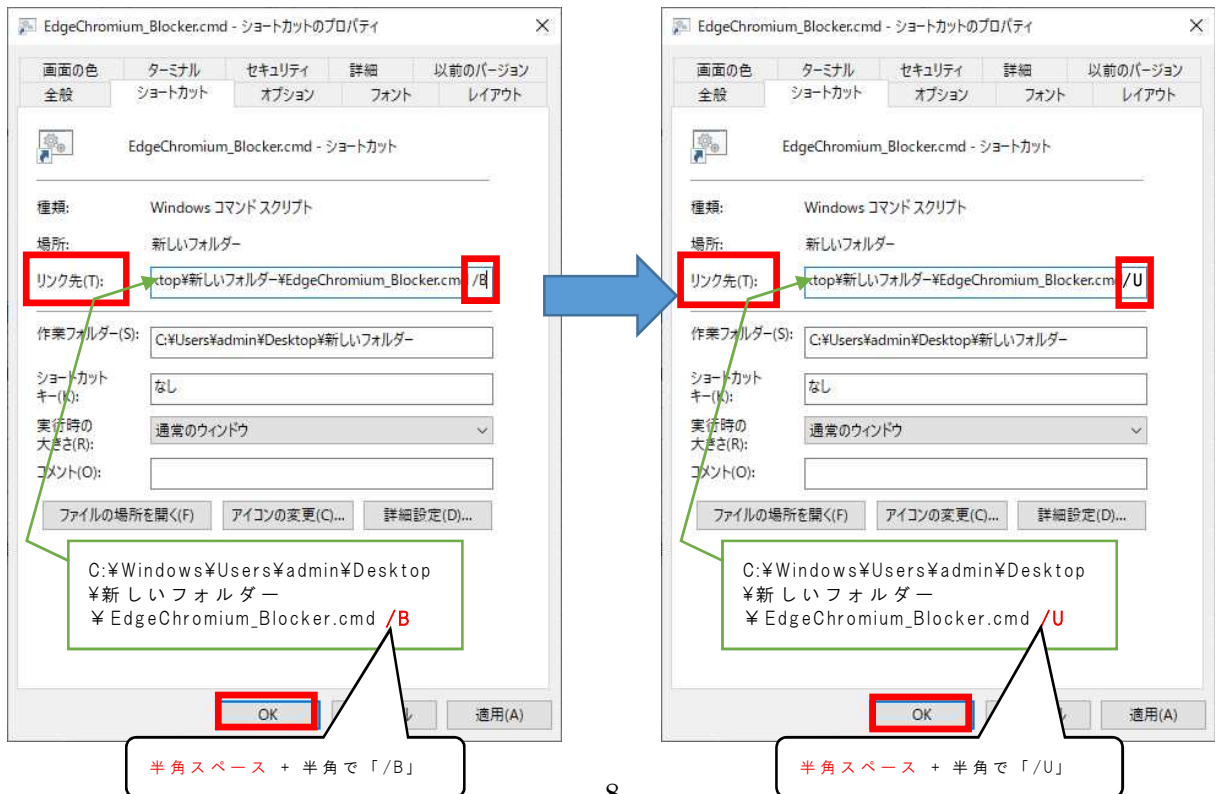 EdgeChromium_Blocker.cmd - ショートカットのプロパティ
画面の色 ターミナル セキュリティ 詳細 以前のバージョン
全般 ショートカット オプション フォント レイアウト
EdgeChromium_Blocker.cmd - ショートカット
種類: Windows コマンド スクリプト
場所: 新しいフォルダー
リンク先(T): ktop¥新しいフォルダー¥EdgeChromium_Blocker.cmd /B
作業フォルダー(S): C:¥Users¥admin¥Desktop¥新しいフォルダー
ショートカット
キー(K): なし
実行時の
大きさ(R): 通常のウィンドウ
コメント(O):
ファイルの場所を開く(F) アイコンの変更(C)... 詳細設定(D)...
C:¥Windows¥Users¥admin¥Desktop
¥新しいフォルダー
¥EdgeChromium_Blocker.cmd /B
OK 適用(A)
半角スペース + 半角で「/B」
EdgeChromium_Blocker.cmd - ショートカットのプロパティ
画面の色 ターミナル セキュリティ 詳細 以前のバージョン
全般 ショートカット オプション フォント レイアウト
EdgeChromium_Blocker.cmd - ショートカット
種類: Windows コマンド スクリプト
場所: 新しいフォルダー
リンク先(T): ktop¥新しいフォルダー¥EdgeChromium_Blocker.cm /U
作業フォルダー(S): C:¥Users¥admin¥Desktop¥新しいフォルダー
ショートカット
キー(K): なし
実行時の
大きさ(R): 通常のウィンドウ
コメント(O):
ファイルの場所を開く(F) アイコンの変更(C)... 詳細設定(D)...
C:¥Windows¥Users¥admin¥Desktop
¥新しいフォルダー
¥EdgeChromium_Blocker.cmd /U
OK 適用(A)
半角スペース + 半角で「/U」